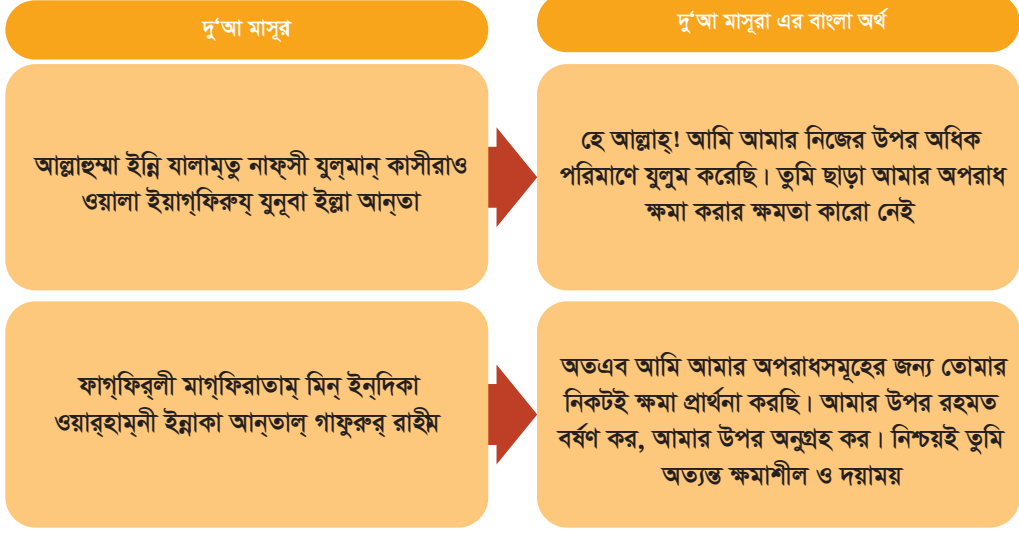 দু‘আ মাসূর
দু‘আ মাসূরা এর বাংলা অর্থ
আল্লাহুম্মা ইন্নি যালাম্‌তু নাফ্‌সী যুল্‌মান্ কাসীরাও
ওয়ালা ইয়াগ্‌ফিরুয্ যুনূবা ইল্লা আন্‌তা
হে আল্লাহ্! আমি আমার নিজের উপর অধিক
পরিমাণে যুলুম করেছি। তুমি ছাড়া আমার অপরাধ
ক্ষমা করার ক্ষমতা কারো নেই
ফাগ্‌ফির্‌লী মাগ্‌ফিরাতাম্ মিন্ ইন্‌দিকা
ওয়ার্‌হাম্‌নী ইন্নাকা আন্‌তাল্ গাফুরুর্ রাহীম
অতএব আমি আমার অপরাধসমূহের জন্য তোমার
নিকটই ক্ষমা প্রার্থনা করছি। আমার উপর রহমত
বর্ষণ কর, আমার উপর অনুগ্রহ কর। নিশ্চয়ই তুমি
অত্যন্ত ক্ষমাশীল ও দয়াময়